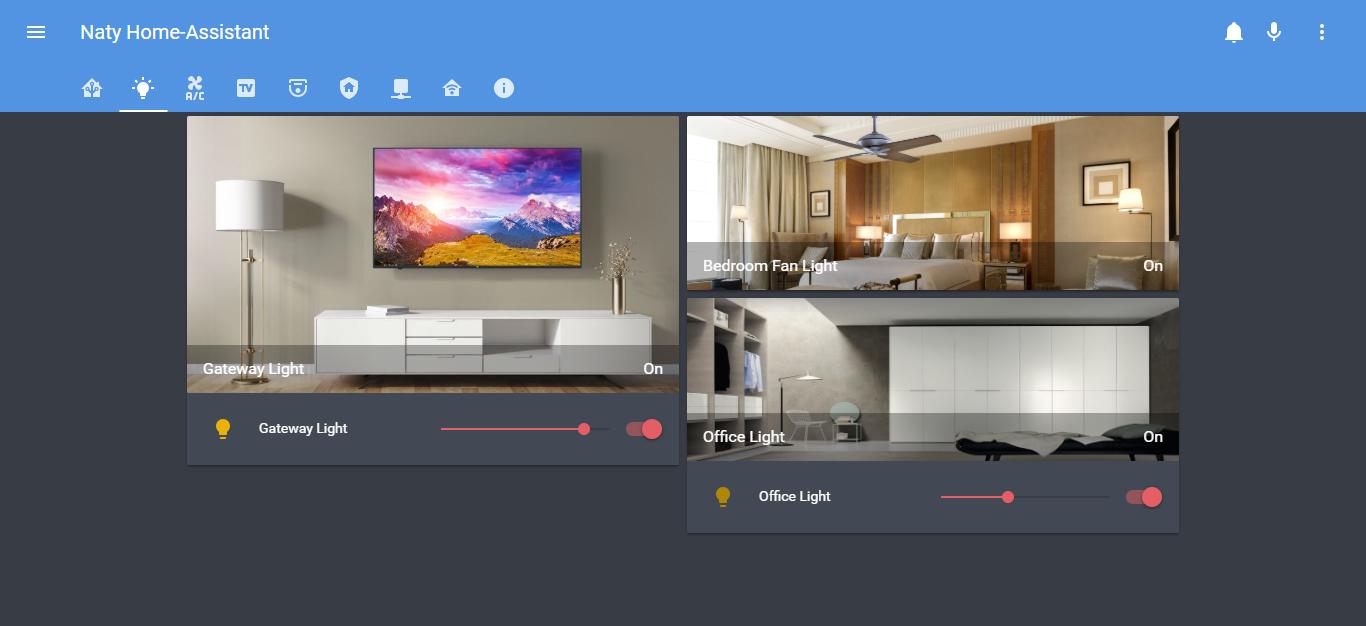 Naty Home-Assistant
A/C
TV
Gateway Light On
Gateway Light
Bedroom Fan Light On
Office Light On
Office Light